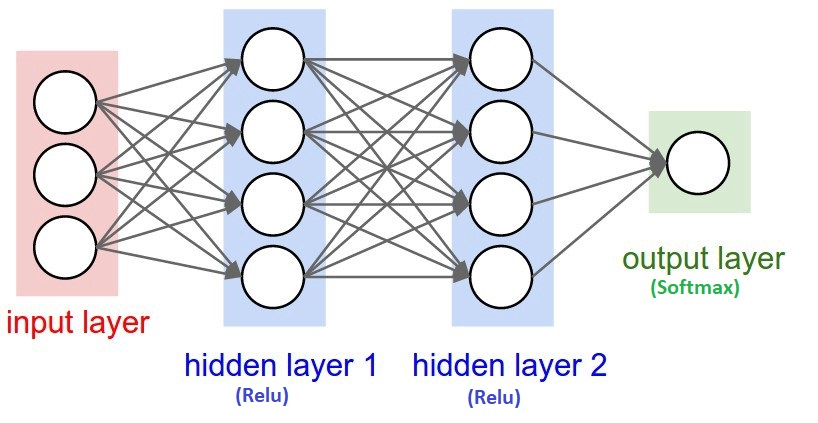 input layer
hidden layer 1
(Relu)
hidden layer 2
(Relu)
output layer
(Softmax)